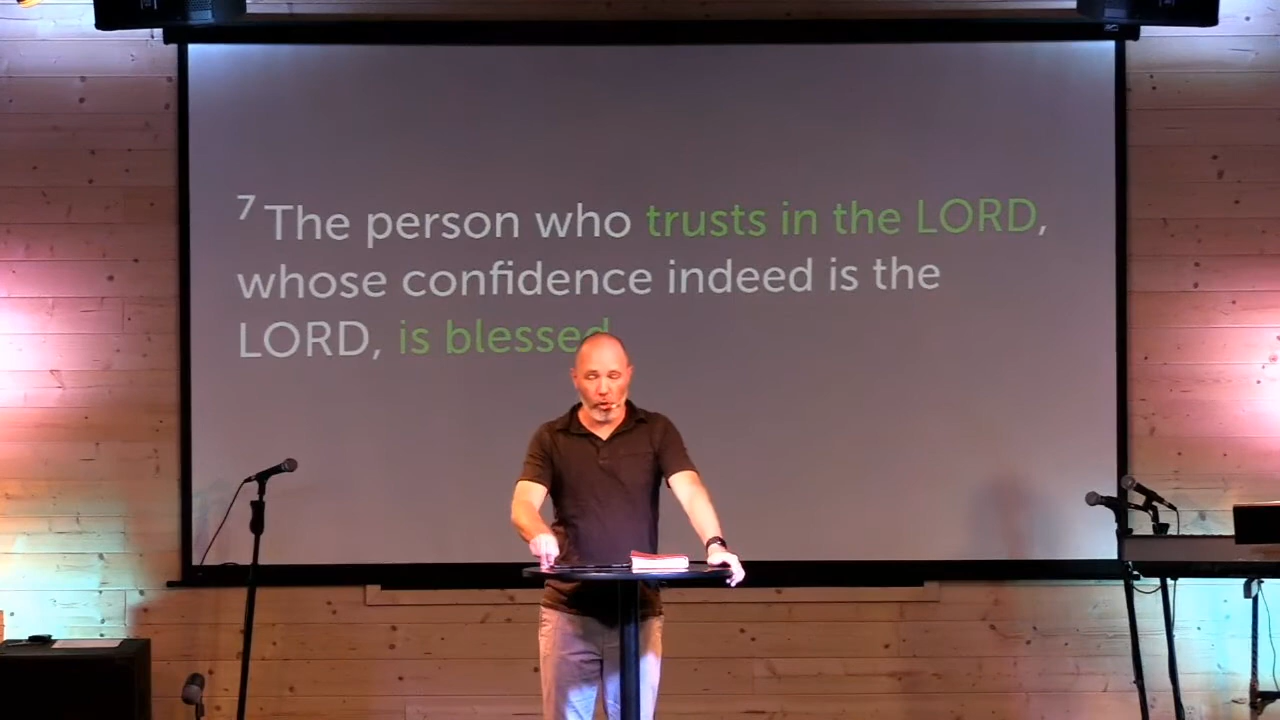 7 The person who trusts in the LORD,
whose confidence indeed is the
LORD, is blessed